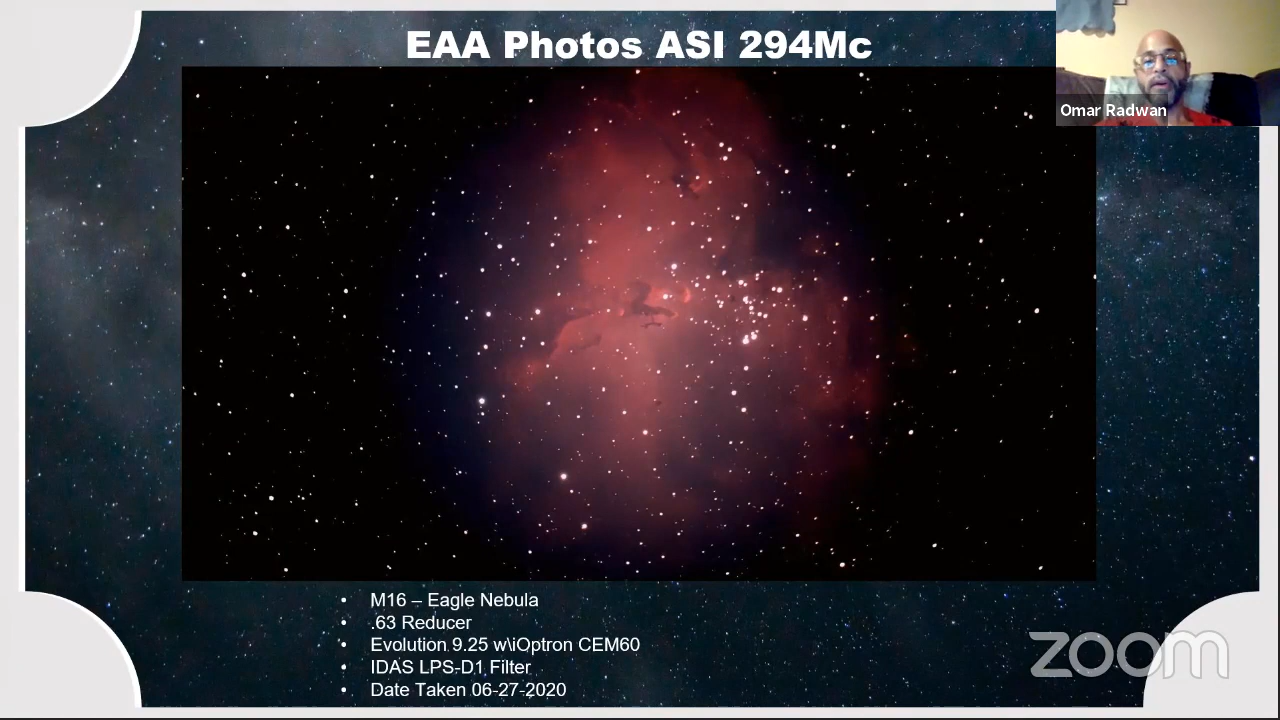 EAA Photos ASI 294Mc
Omar Radwan
• M16 – Eagle Nebula
• .63 Reducer
• Evolution 9.25 w\iOptron CEM60
• IDAS LPS-D1 Filter
• Date Taken 06-27-2020
zoom